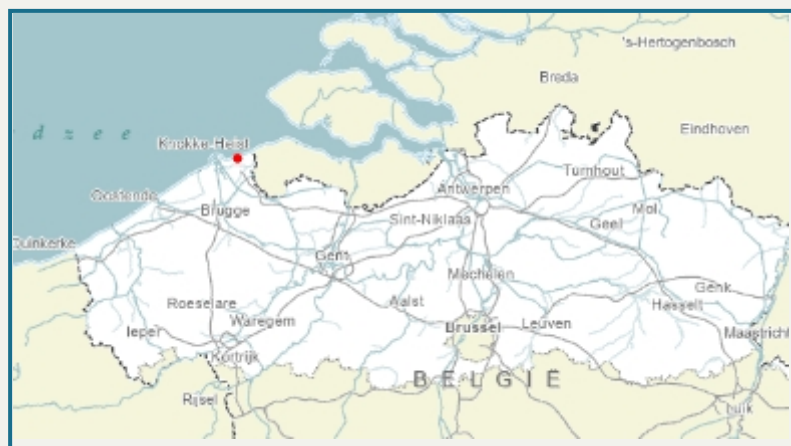 's-Hertogenbosch
Breda
d z e e
Eindhoven
Knokke-Heist
Turnhout
Antwerpen
Oostende
Mol
Brugge
Sint-Niklaas
Geel
Duinkerke
Gent
Mechelen
Genk
Roeselare
Aalst
Hasselt
Waregem
Ieper
Brussel
Leuven
Maastricht
Kortrijk
BELGIË
Rijsel
Luik